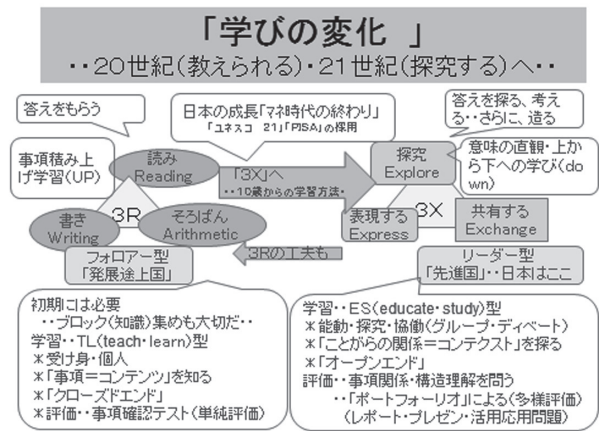 「学びの変化 」
・・20世紀(教えられる)・21世紀(探究する)へ・・
答えをもらう
日本の成長「マネ時代の終わり」
「ユネスコ 21」「PISA」の採用
答えを探る、考え
る・・さらに、造る
事項積み上
げ学習(UP)
読み
Reading
「3X」へ
・・10歳からの学習方法・
探究
Explore
意味の直観・上か
ら下への学び(do
wn)
書き
Writing
3R
そろばん
Arithmetic
表現する
Express
3X
共有する
Exchange
3Rの工夫も
フォロアー型
「発展途上国」
リーダー型
「先進国」・・日本はここ
初期には必要
・・ブロック(知識)集めも大切だ・・
学習・・TL(teach・learn)型
*受け身・個人
*「事項=コンテンツ」を知る
*「クローズドエンド」
*評価・・事項確認テスト(単純評価)
学習・・ES(educate・study)型
*能動・探究・協働(グループ・ディベート)
*「ことがらの関係=コンテクスト」を探る
*「オープンエンド」
評価・・事項関係・構造理解を問う
・・「ポートフォーリオ」による(多様評価)
(レポート・プレゼン・活用応用問題)